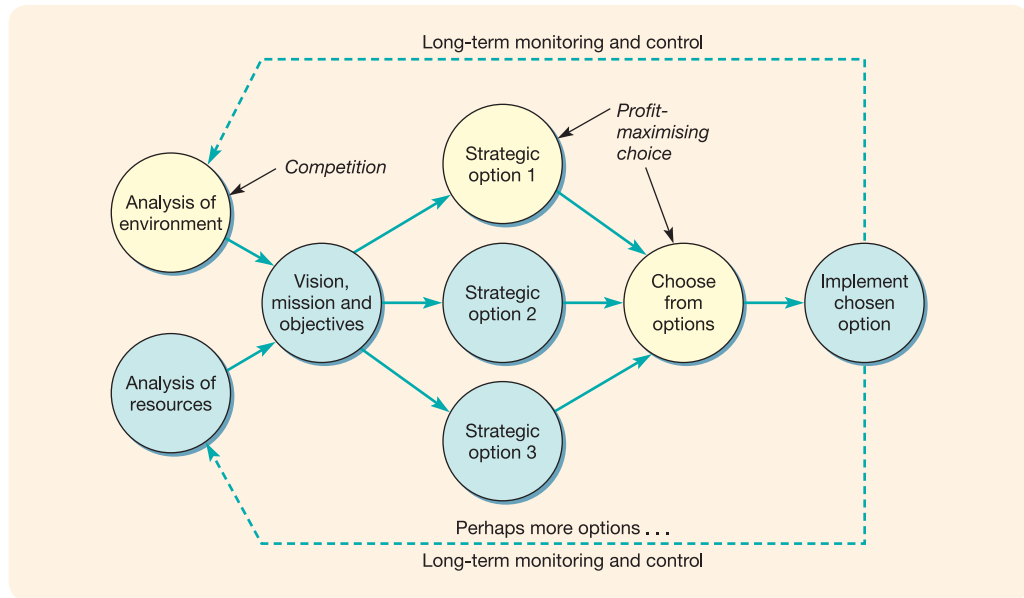 Long-term monitoring and control
Profit-
maximising
choice
Competition
Strategic
option 1
Analysis of
environment
Vision,
mission and
objectives
Strategic
option 2
Choose
from
options
Implement
chosen
option
Analysis of
resources
Strategic
option 3
Perhaps more options . . .
Long-term monitoring and control